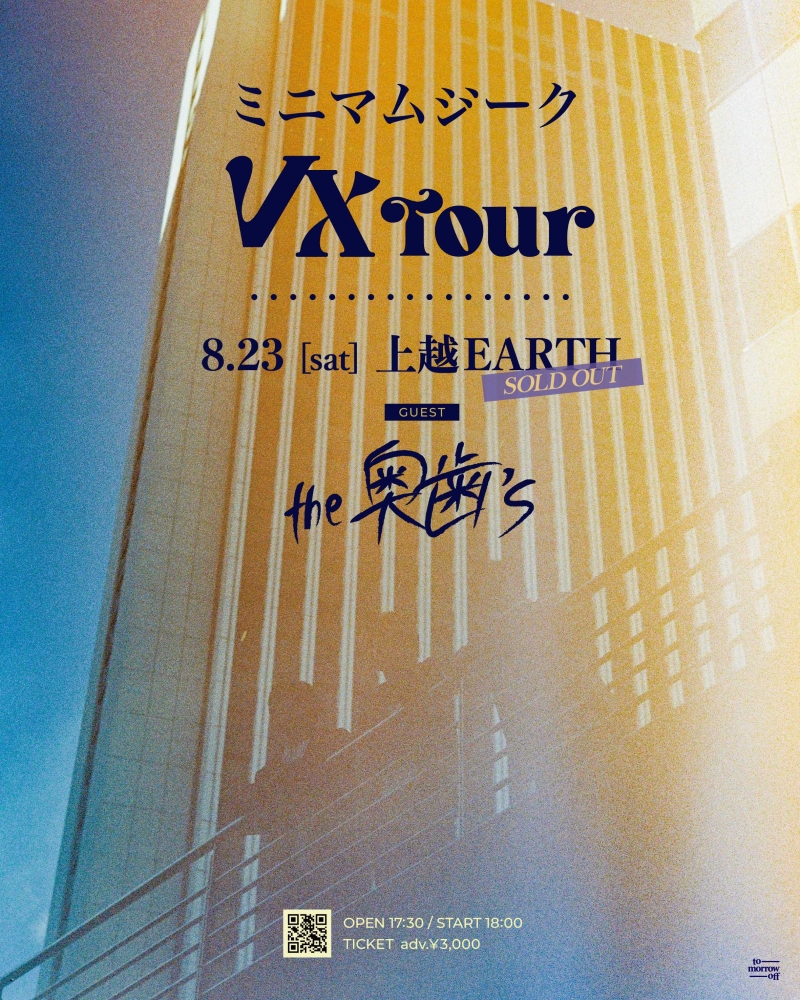 ミニマムジーク
VX Tour
8.23 [sat] 上越EARTH
SOLD OUT
GUEST
the 奥歯's
OPEN 17:30 / START 18:00
TICKET adv.¥3,000
to
morrow
off